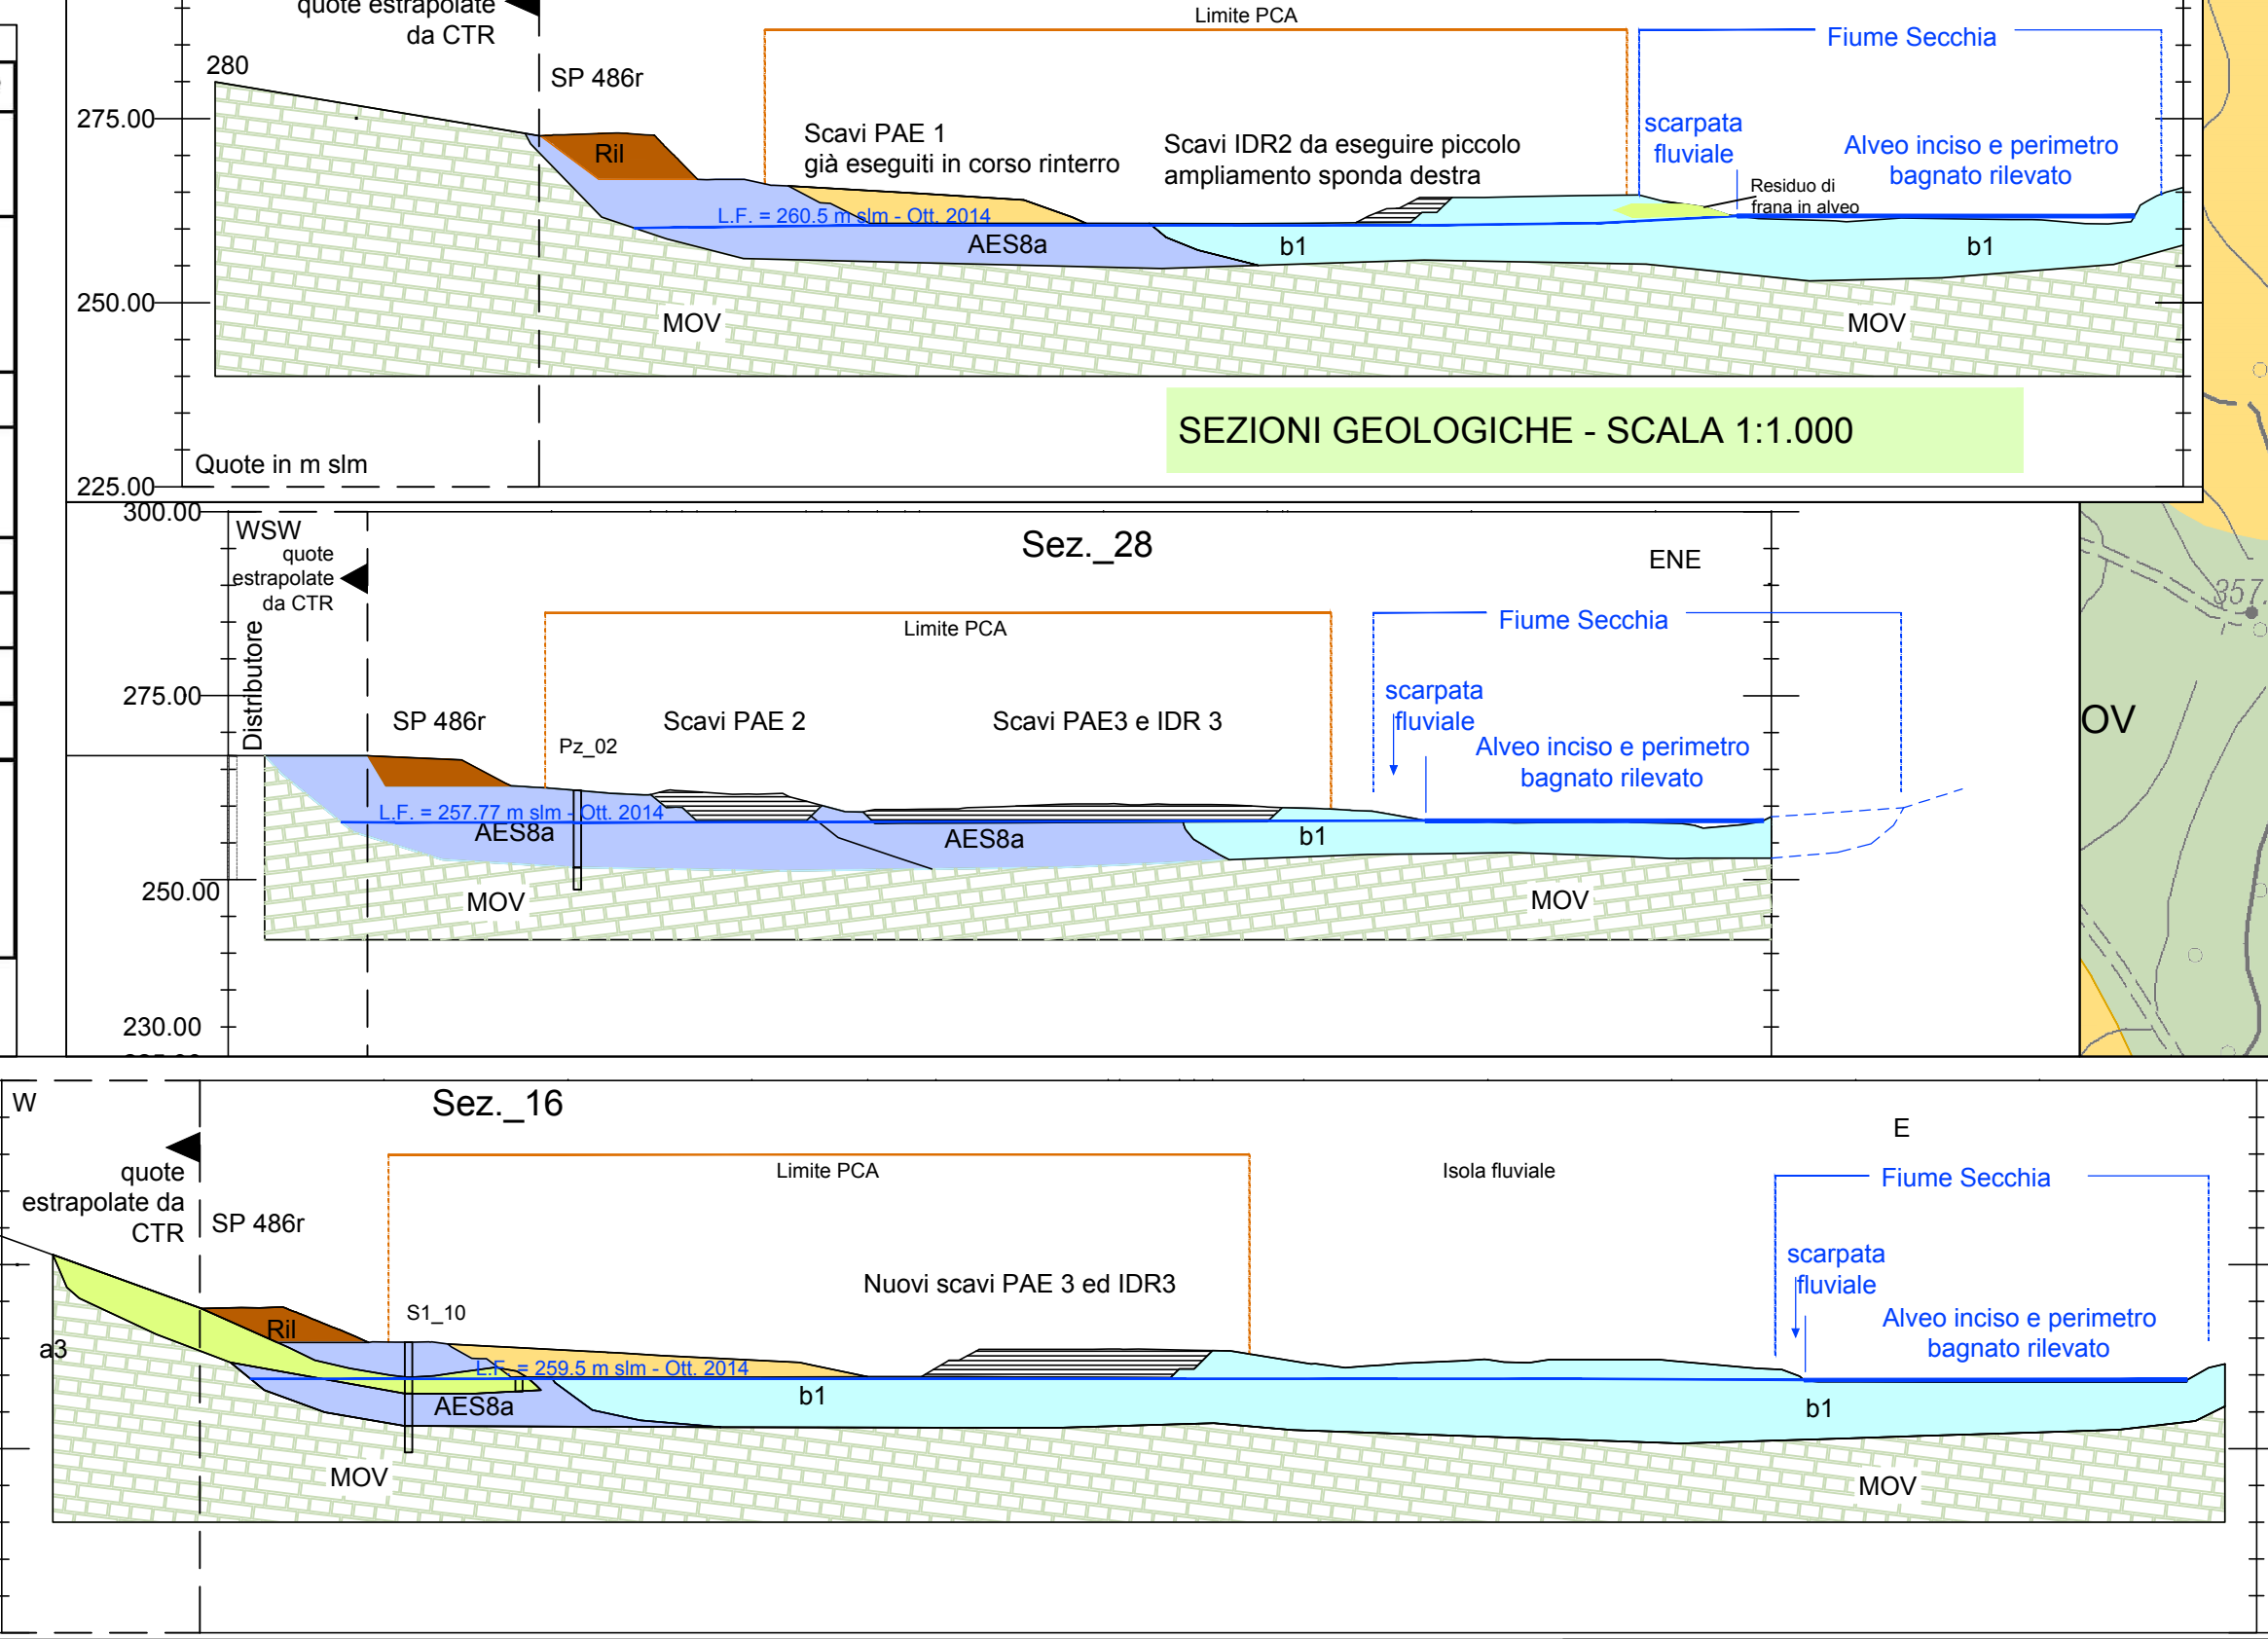 quote estrapolate
da CTR
Limite PCA
Fiume Secchia
280
SP 486r
275.00
Ril
Scavi PAE 1
già eseguiti in corso rinterro
Scavi IDR2 da eseguire piccolo
ampliamento sponda destra
scarpata
fluviale
Alveo inciso e perimetro
bagnato rilevato
Residuo di
frana in alveo
L.F. = 260.5 m slm - Ott. 2014
AES8a
b1
b1
250.00
MOV
MOV
SEZIONI GEOLOGICHE - SCALA 1:1.000
Quote in m slm
225.00
300.00
WSW
quote
estrapolate
da CTR
Sez._28
ENE
Distributore
Limite PCA
Fiume Secchia
357.
275.00
SP 486r
Pz_02
Scavi PAE 2
Scavi PAE3 e IDR 3
scarpata
fluviale
Alveo inciso e perimetro
bagnato rilevato
OV
L.F. = 257.77 m slm - Ott. 2014
AES8a
AES8a
b1
250.00
MOV
MOV
230.00
W
Sez._16
E
quote
estrapolate da
CTR
SP 486r
Limite PCA
Isola fluviale
Fiume Secchia
Nuovi scavi PAE 3 ed IDR3
scarpata
fluviale
Alveo inciso e perimetro
bagnato rilevato
S1_10
Ril
a3
L.F. = 259.5 m slm - Ott. 2014
AES8a
b1
b1
MOV
MOV